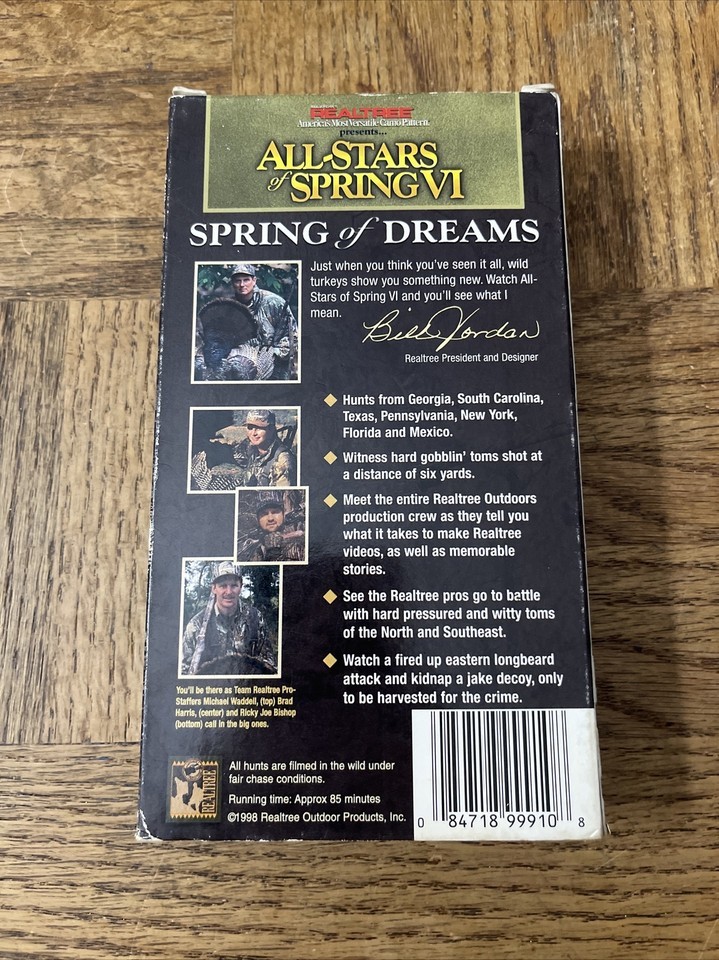 REALTREE
America's Most Versatile Camo Pattern.
presents...
ALL-STARS
of SPRING VI
SPRING of DREAMS
Just when you think you've seen it all, wild
turkeys show you something new. Watch All-
Stars of Spring VI and you'll see what I
mean.
Bill Jordan
Realtree President and Designer
Hunts from Georgia, South Carolina,
Texas, Pennsylvania, New York,
Florida and Mexico.
Witness hard gobblin' toms shot at
a distance of six yards.
Meet the entire Realtree Outdoors
production crew as they tell you
what it takes to make Realtree
videos, as well as memorable
stories.
See the Realtree pros go to battle
with hard pressured and witty toms
of the North and Southeast.
Watch a fired up eastern longbeard
attack and kidnap a jake decoy, only
to be harvested for the crime.
You'll be there as Team Realtree Pro-
Staffers Michael Waddell, (top) Brad
Harris, (center) and Ricky Joe Bishop
(bottom) call in the big ones.
REALTREE
All hunts are filmed in the wild under
fair chase conditions.
Running time: Approx 85 minutes
©1998 Realtree Outdoor Products, Inc.
0 84718 99910 8